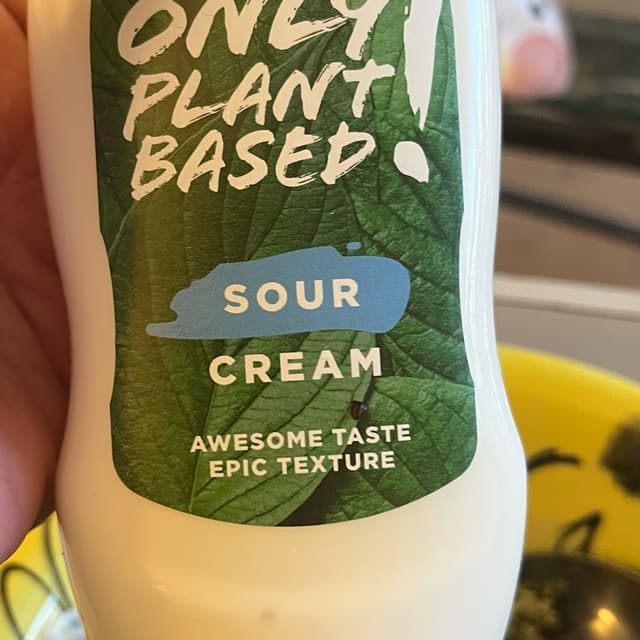 ONLY!
PLANT
BASED
SOUR
CREAM
AWESOME TASTE
EPIC TEXTURE